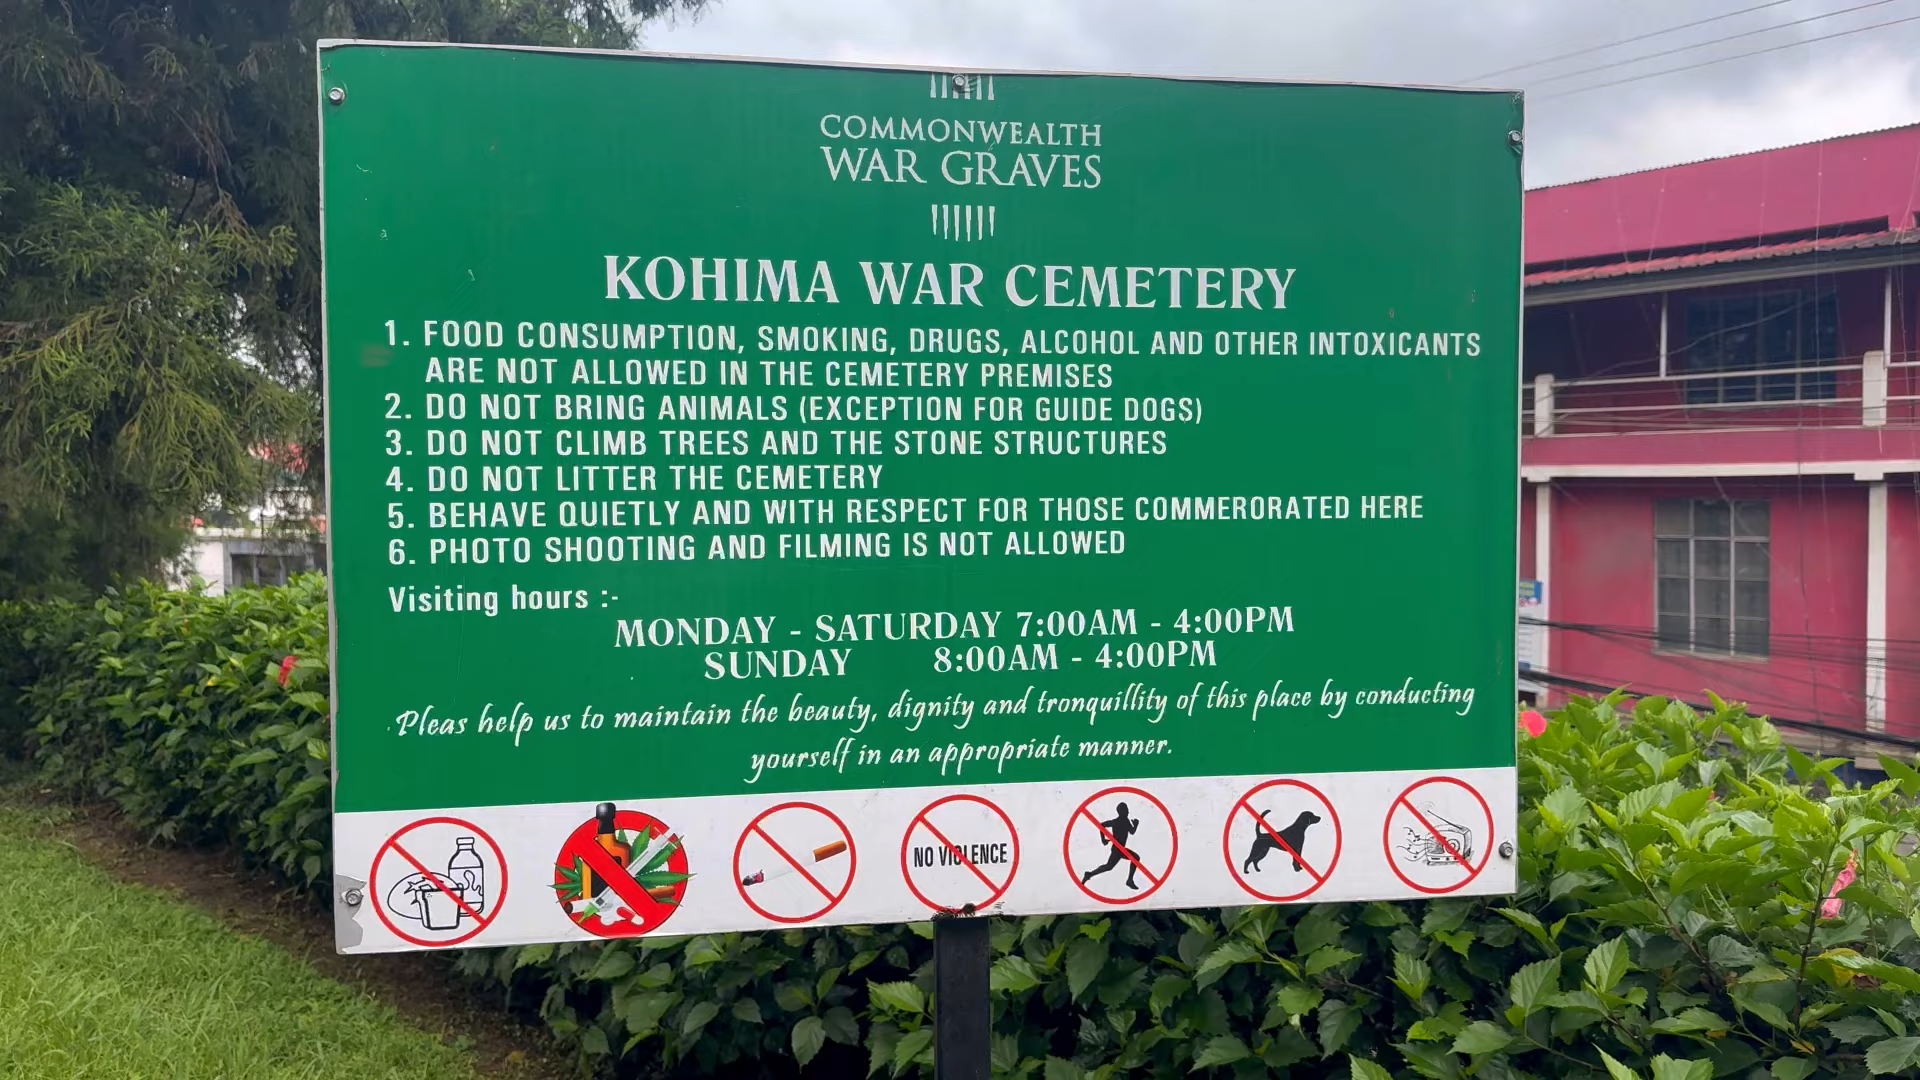 COMMONWEALTH
WAR GRAVES
KOHIMA WAR CEMETERY
1. FOOD CONSUMPTION, SMOKING, DRUGS, ALCOHOL AND OTHER INTOXICANTS
ARE NOT ALLOWED IN THE CEMETERY PREMISES
2. DO NOT BRING ANIMALS (EXCEPTION FOR GUIDE DOGS)
3. DO NOT CLIMB TREES AND THE STONE STRUCTURES
4. DO NOT LITTER THE CEMETERY
5. BEHAVE QUIETLY AND WITH RESPECT FOR THOSE COMMERORATED HERE
6. PHOTO SHOOTING AND FILMING IS NOT ALLOWED
Visiting hours :-
MONDAY - SATURDAY 7:00AM - 4:00PM
SUNDAY 8:00AM - 4:00PM
Pleas help us to maintain the beauty, dignity and tronquillity of this place by conducting
yourself in an appropriate manner.
NO VIOLENCE